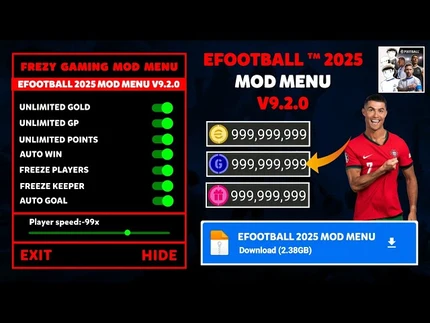 FREZY GAMING MOD MENU
EFOOTBALL 2025 MOD MENU V9.2.0
UNLIMITED GOLD
UNLIMITED GP
UNLIMITED POINTS
AUTO WIN
FREEZE PLAYERS
FREEZE KEEPER
AUTO GOAL
Player speed:-99x
EXIT
HIDE
EFOOTBALL ™ 2025
MOD MENU
V9.2.0
999,999,999
G
999,999,999
999,999,999
7
EFOOTBALL 2025 MOD MENU
Download (2.38GB)